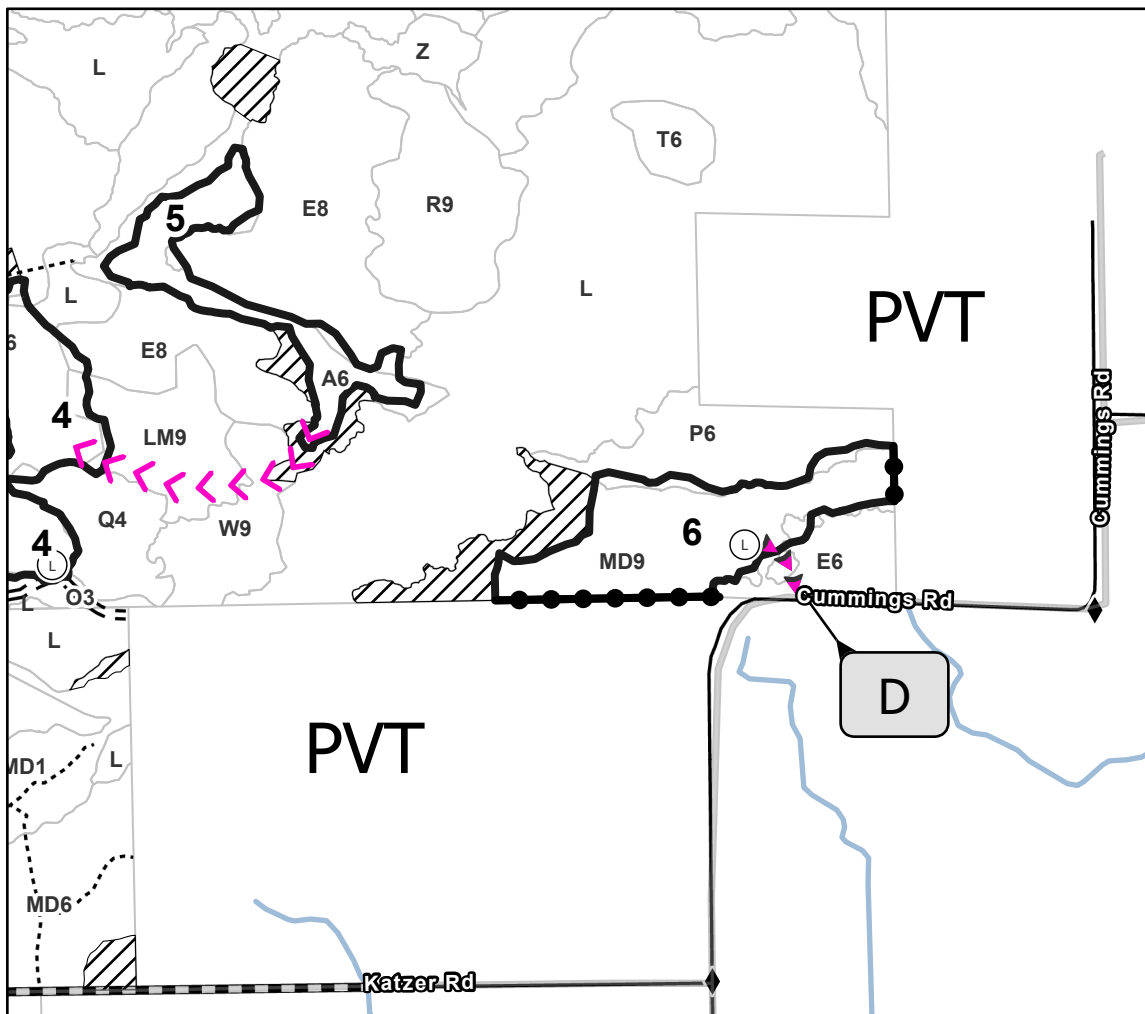 Z
L
T6
E8
R9
5
L
L
PVT
6
E8
A6
4
LM9
P6
Cummings Rd
Q4
W9
6
4
L
L
MD9
E6
L
O3
Cummings Rd
L
D
PVT
MD1
L
MD6
Katzer Rd